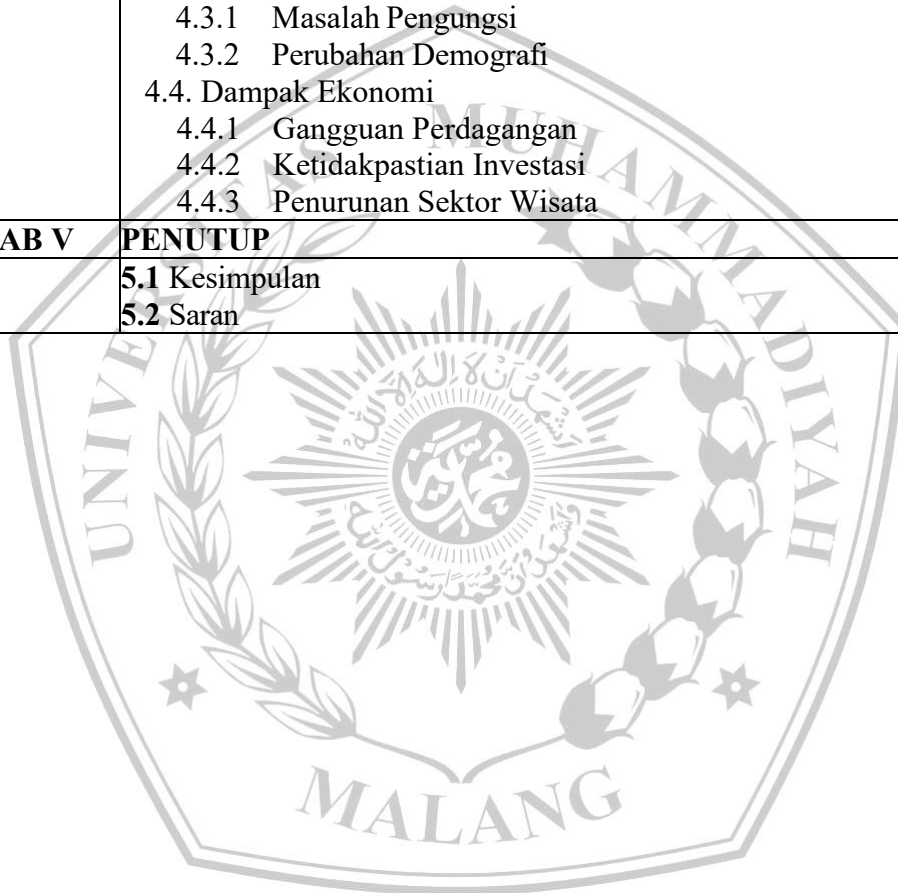 4.3.1 Masalah Pengungsi
4.3.2 Perubahan Demografi
4.4. Dampak Ekonomi
4.4.1 Gangguan Perdagangan
4.4.2 Ketidakpastian Investasi
4.4.3 Penurunan Sektor Wisata
AB V PENUTUP
5.1 Kesimpulan
5.2 Saran
UNIVERSITAS MUHAMMADIYAH
MALANG